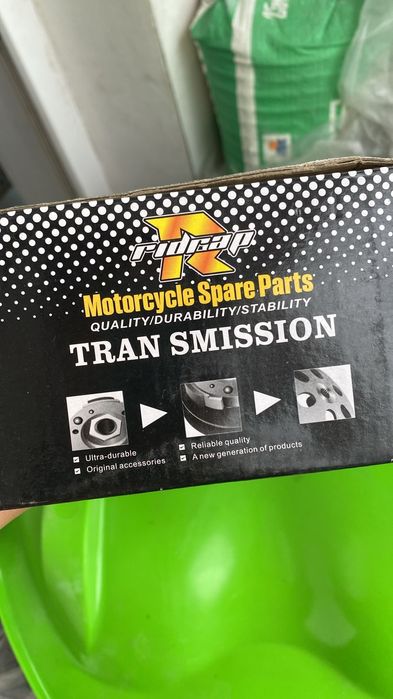 ridcap
Motorcycle Spare Parts
QUALITY/DURABILITY/STABILITY
TRAN SMISSION
Ultra-durable
Original accessories
Reliable quality
A new generation of products